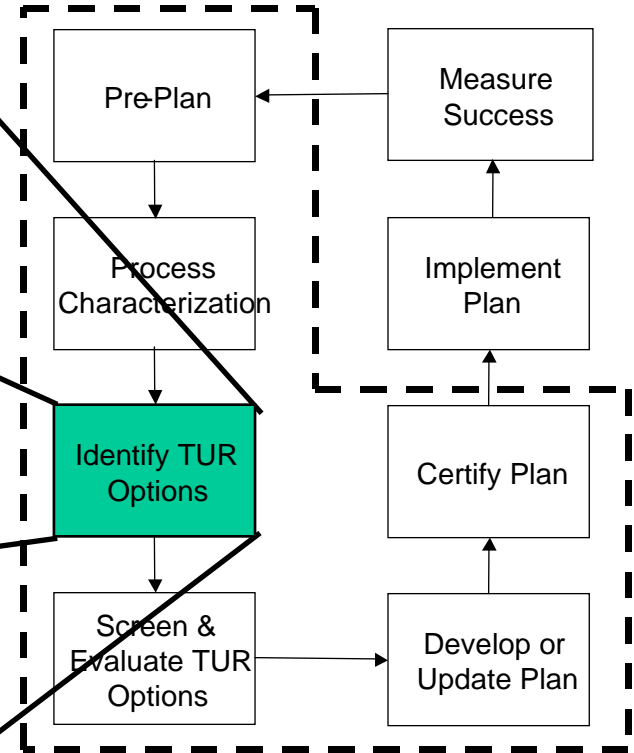 Pre-Plan
Measure
Success
Process
Characterization
Implement
Plan
Identify TUR
Options
Certify Plan
Screen &
Evaluate TUR
Options
Develop or
Update Plan